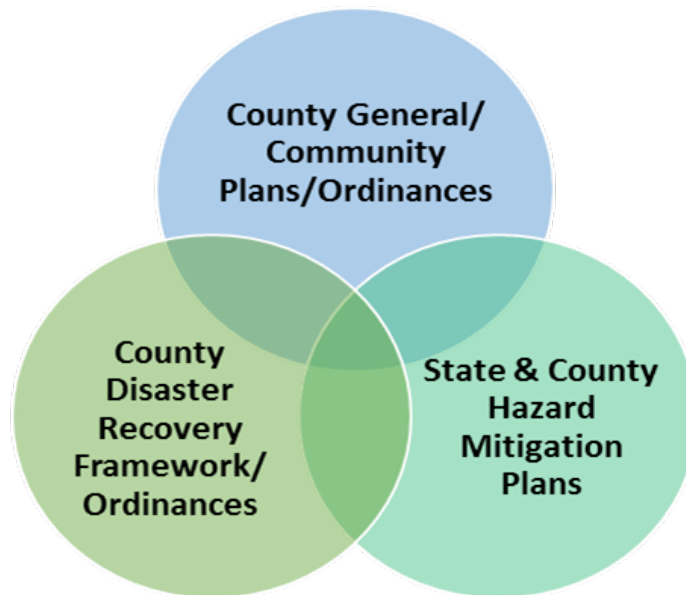 County General/
Community
Plans/Ordinances
County
Disaster
Recovery
Framework/
Ordinances
State & County
Hazard
Mitigation
Plans